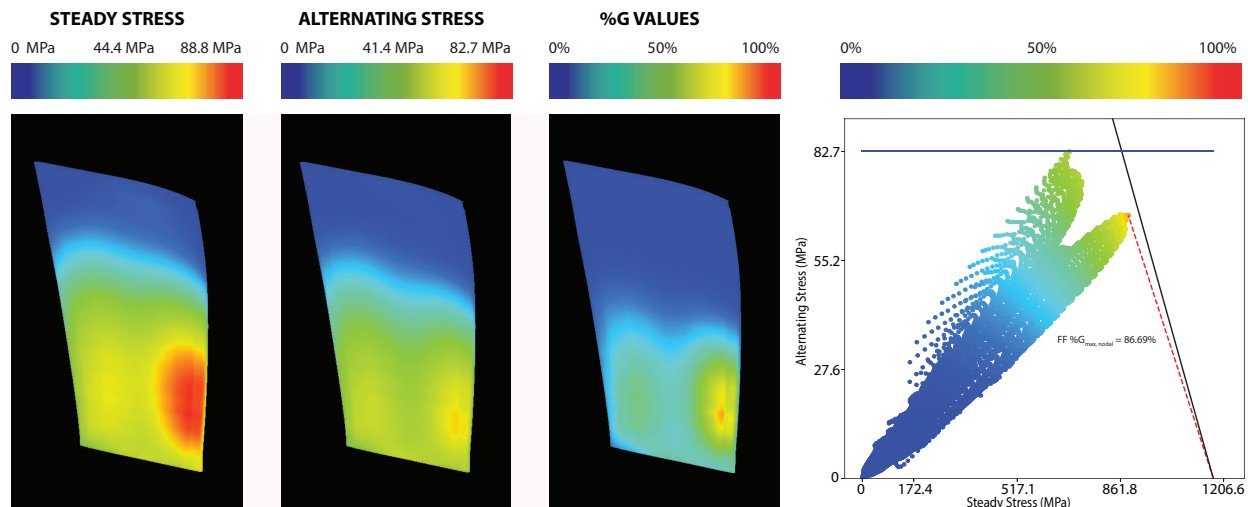 STEADY STRESS
0 MPa 44.4 MPa 88.8 MPa
ALTERNATING STRESS
0 MPa 41.4 MPa 82.7 MPa
%G VALUES
0% 50% 100%
0% 50% 100%
Alternating Stress (MPa)
82.7
55.2
27.6
0
FF %Gmax, nodal = 86.69%
0 172.4 517.1 861.8 1206.6
Steady Stress (MPa)